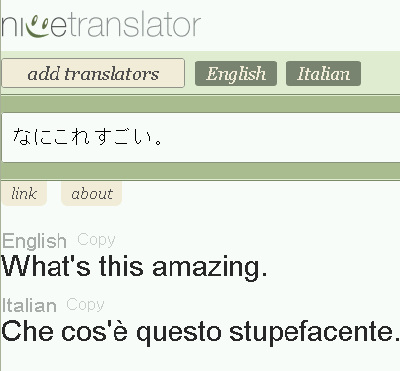 nicetranslator
add translators English Italian
なにこれ すごい。
link about
English Copy
What's this amazing.
Italian Copy
Che cos'è questo stupefacente.